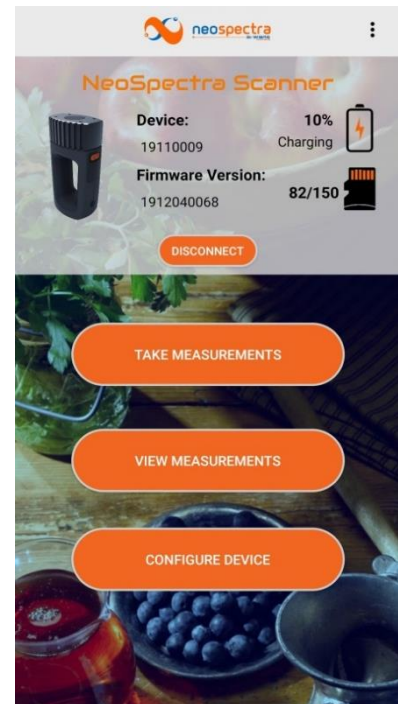 neospectra
NeoSpectra Scanner
Device:
19110009
10%
Charging
Firmware Version:
1912040068
82/150
DISCONNECT
TAKE MEASUREMENTS
VIEW MEASUREMENTS
CONFIGURE DEVICE